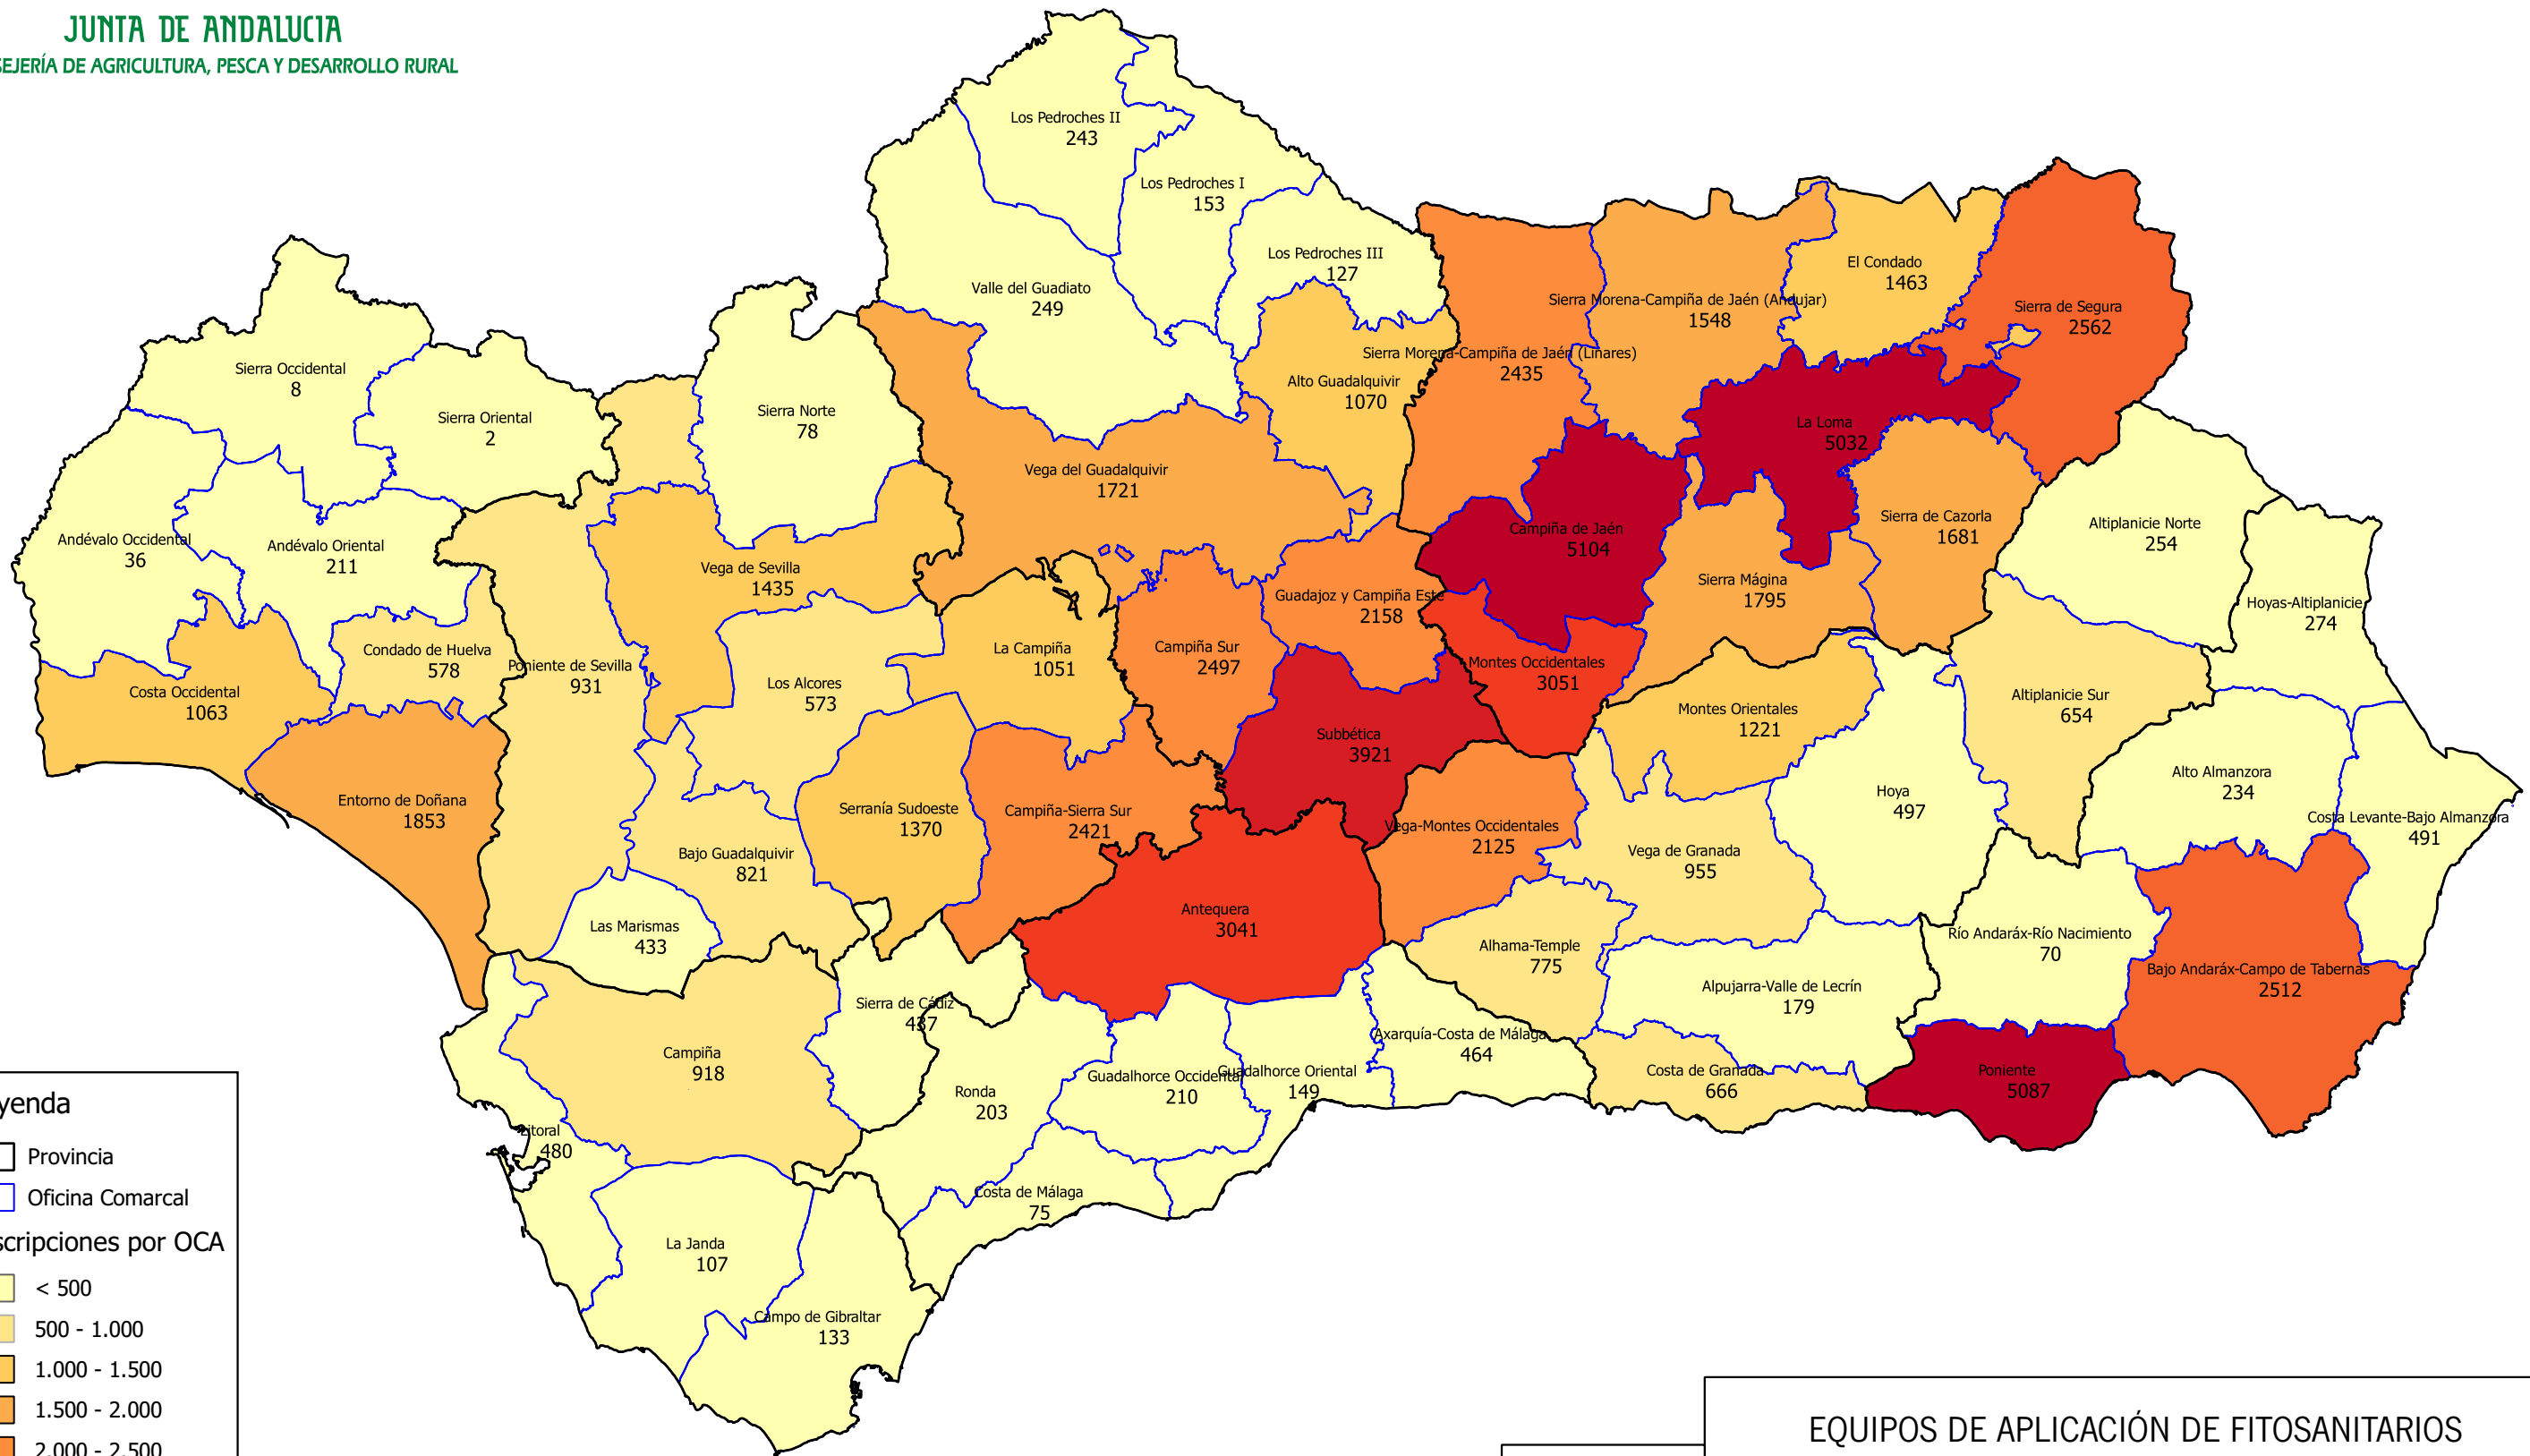 JUNTA DE ANDALUCIA
SEJERÍA DE AGRICULTURA, PESCA Y DESARROLLO RURAL
Los Pedroches II
243
Los Pedroches I
153
Los Pedroches III
127
Valle del Guadiato
249
El Condado
1463
Sierra Morena-Campiña de Jaén (Andujar)
1548
Sierra de Segura
2562
Sierra Morena-Campiña de Jaén (Linares)
2435
Sierra Occidental
8
Sierra Oriental
2
Sierra Norte
78
Alto Guadalquivir
1070
La Loma
5032
Vega del Guadalquivir
1721
Andévalo Occidental
36
Andévalo Oriental
211
Vega de Sevilla
1435
Campiña de Jaén
5104
Sierra de Cazorla
1681
Altiplanicie Norte
254
Sierra Mágina
1795
Guadajoz y Campiña Este
2158
Hoyas-Altiplanicie
274
Condado de Huelva
578
Poniente de Sevilla
931
La Campiña
1051
Campiña Sur
2497
Montes Occidentales
3051
Costa Occidental
1063
Los Alcores
573
Altiplanicie Sur
654
Montes Orientales
1221
Subbética
3921
Entorno de Doñana
1853
Serranía Sudoeste
1370
Campiña-Sierra Sur
2421
Vega-Montes Occidentales
2125
Hoya
497
Alto Almanzora
234
Costa Levante-Bajo Almanzora
491
Bajo Guadalquivir
821
Vega de Granada
955
Las Marismas
433
Antequera
3041
Alhama-Temple
775
Río Andaráx-Río Nacimiento
70
Bajo Andaráx-Campo de Tabernas
2512
Sierra de Cádiz
437
Alpujarra-Valle de Lecrín
179
Axarquía-Costa de Málaga
464
Campiña
918
Ronda
203
Guadalhorce Occidental
210
Guadalhorce Oriental
149
Costa de Granada
666
Poniente
5087
Litoral
480
Costa de Málaga
75
La Janda
107
Campo de Gibraltar
133
yenda
Provincia
Oficina Comarcal
scripciones por OCA
< 500
500 - 1.000
1.000 - 1.500
1.500 - 2.000
2.000 - 2.500
EQUIPOS DE APLICACIÓN DE FITOSANITARIOS